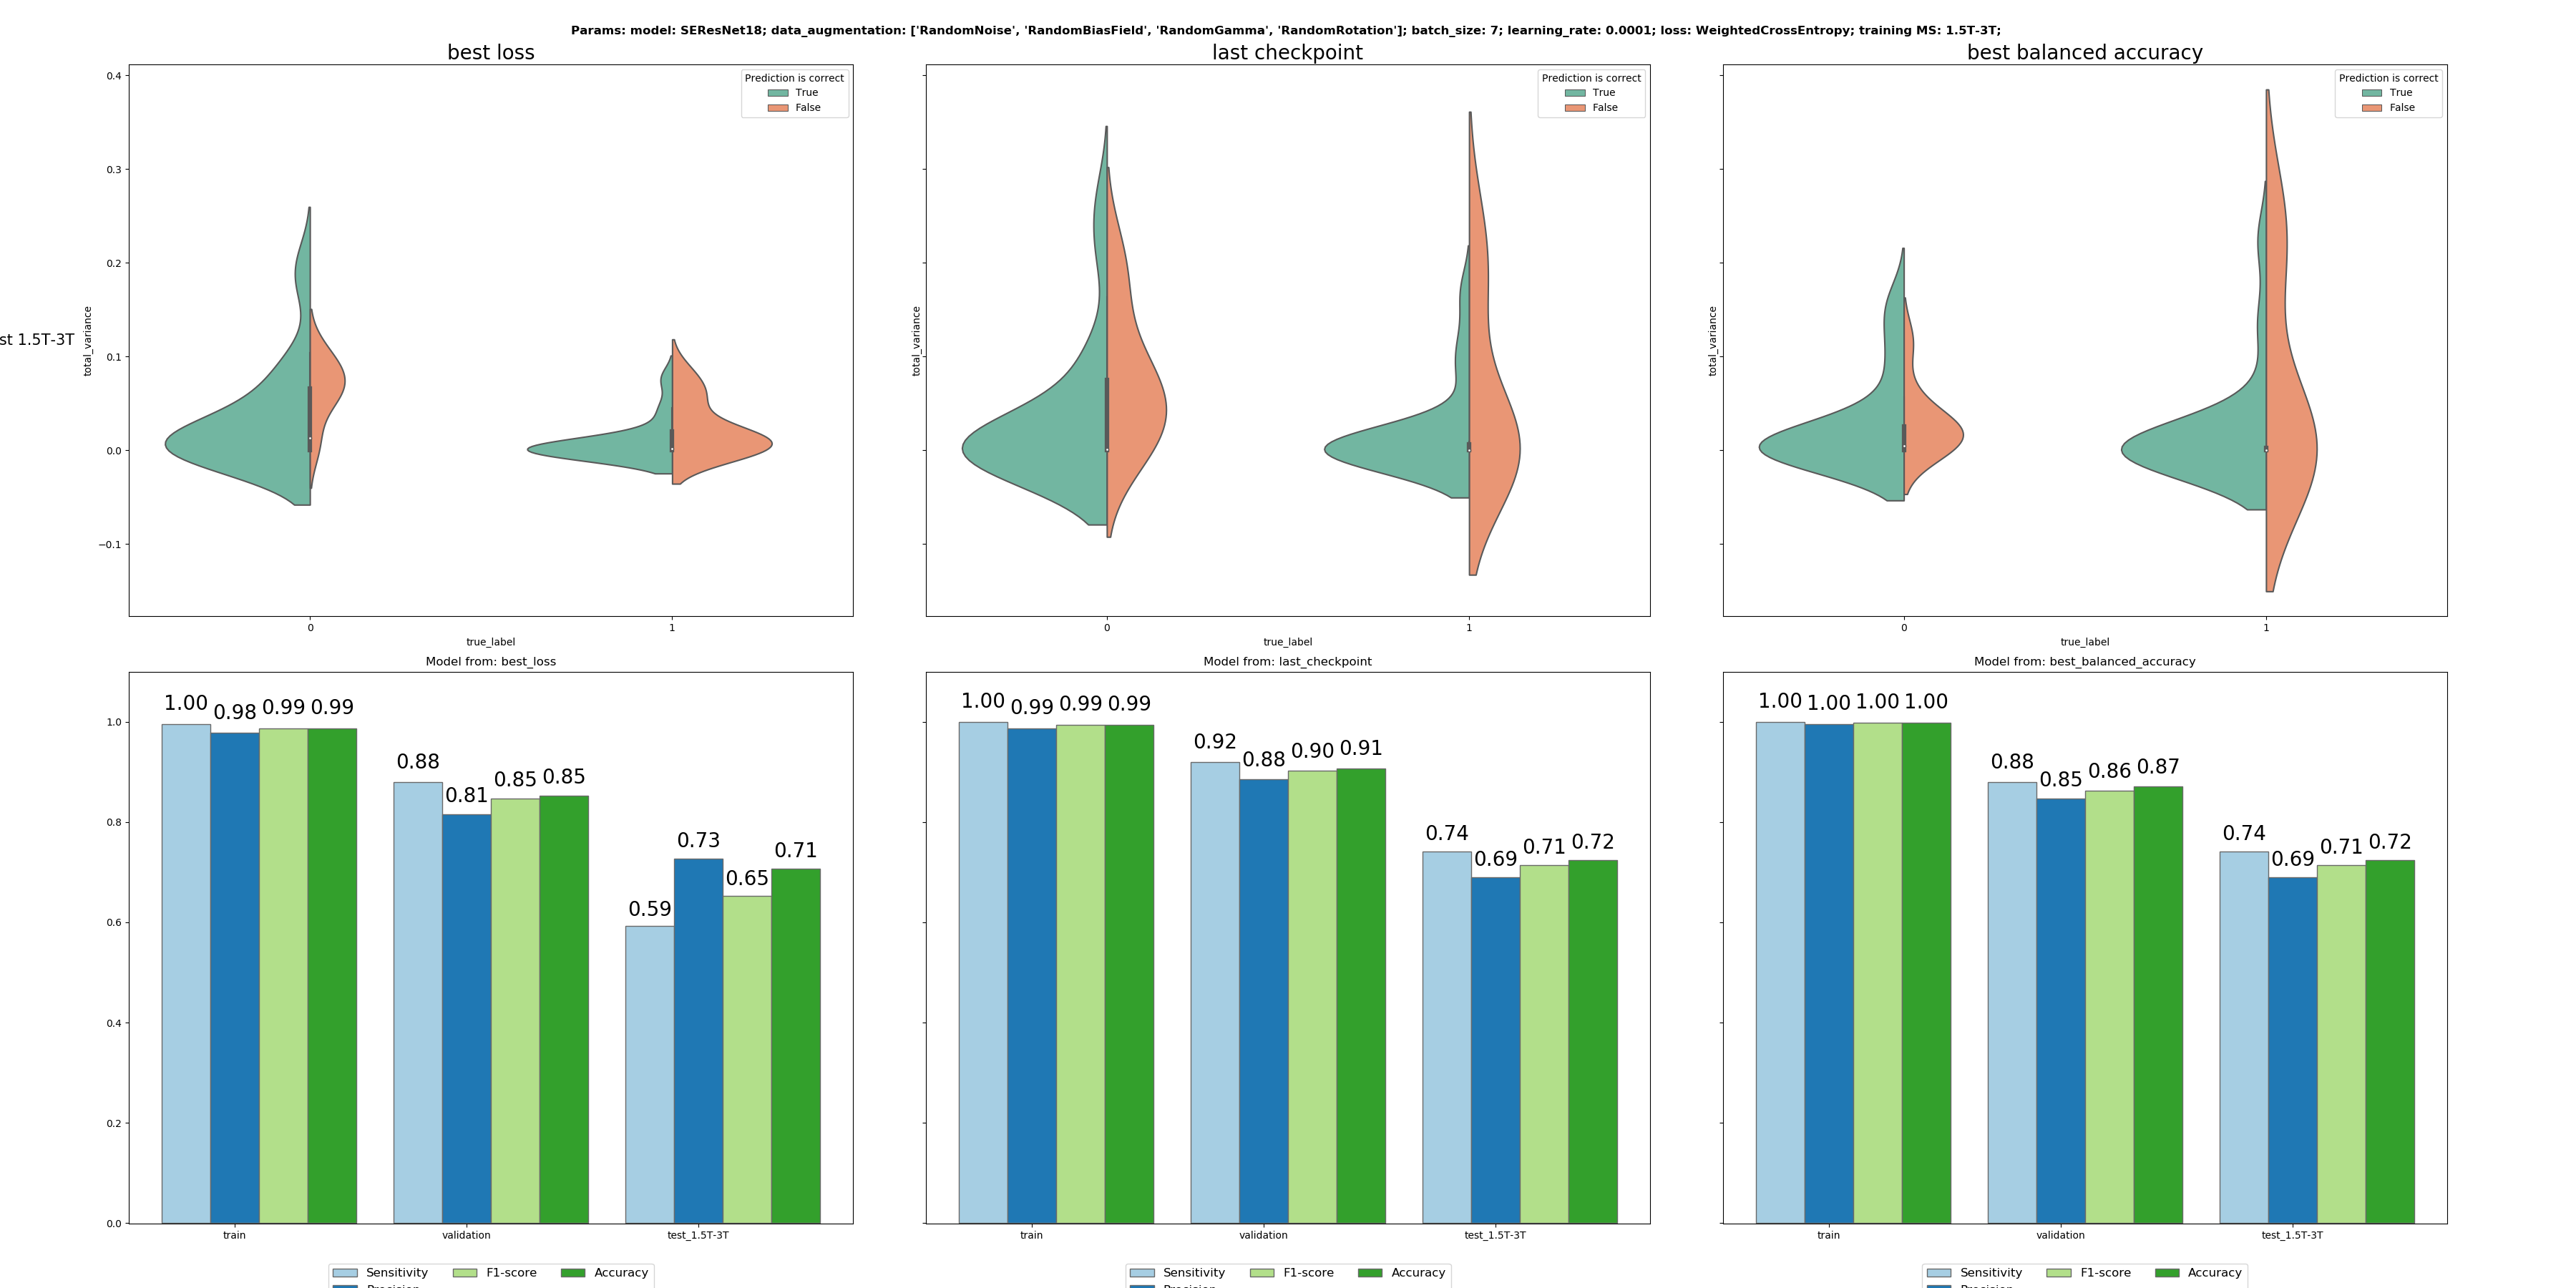 Params: model: SEResNet18; data_augmentation: ['RandomNoise', 'RandomBiasField', 'RandomGamma', 'RandomRotation']; batch_size: 7; learning_rate: 0.0001; loss: WeightedCrossEntropy; training MS: 1.5T-3T;
best loss
last checkpoint
best balanced accuracy
st 1.5T-3T
total_variance
0.4
0.3
0.2
0.1
0.0
−0.1
Prediction is correct
True
False
0
1
true_label
total_variance
Prediction is correct
True
False
0
1
true_label
total_variance
Prediction is correct
True
False
0
1
true_label
Model from: best_loss
1.0
0.8
0.6
0.4
0.2
0.0
1.00 0.98 0.99 0.99
0.88 0.81 0.85 0.85
0.59 0.73 0.65 0.71
train validation test_1.5T-3T
Sensitivity F1-score Accuracy
Precision
Model from: last_checkpoint
1.00 0.99 0.99 0.99
0.92 0.88 0.90 0.91
0.74 0.69 0.71 0.72
train validation test_1.5T-3T
Sensitivity F1-score Accuracy
Precision
Model from: best_balanced_accuracy
1.00 1.00 1.00 1.00
0.88 0.85 0.86 0.87
0.74 0.69 0.71 0.72
train validation test_1.5T-3T
Sensitivity F1-score Accuracy
Precision